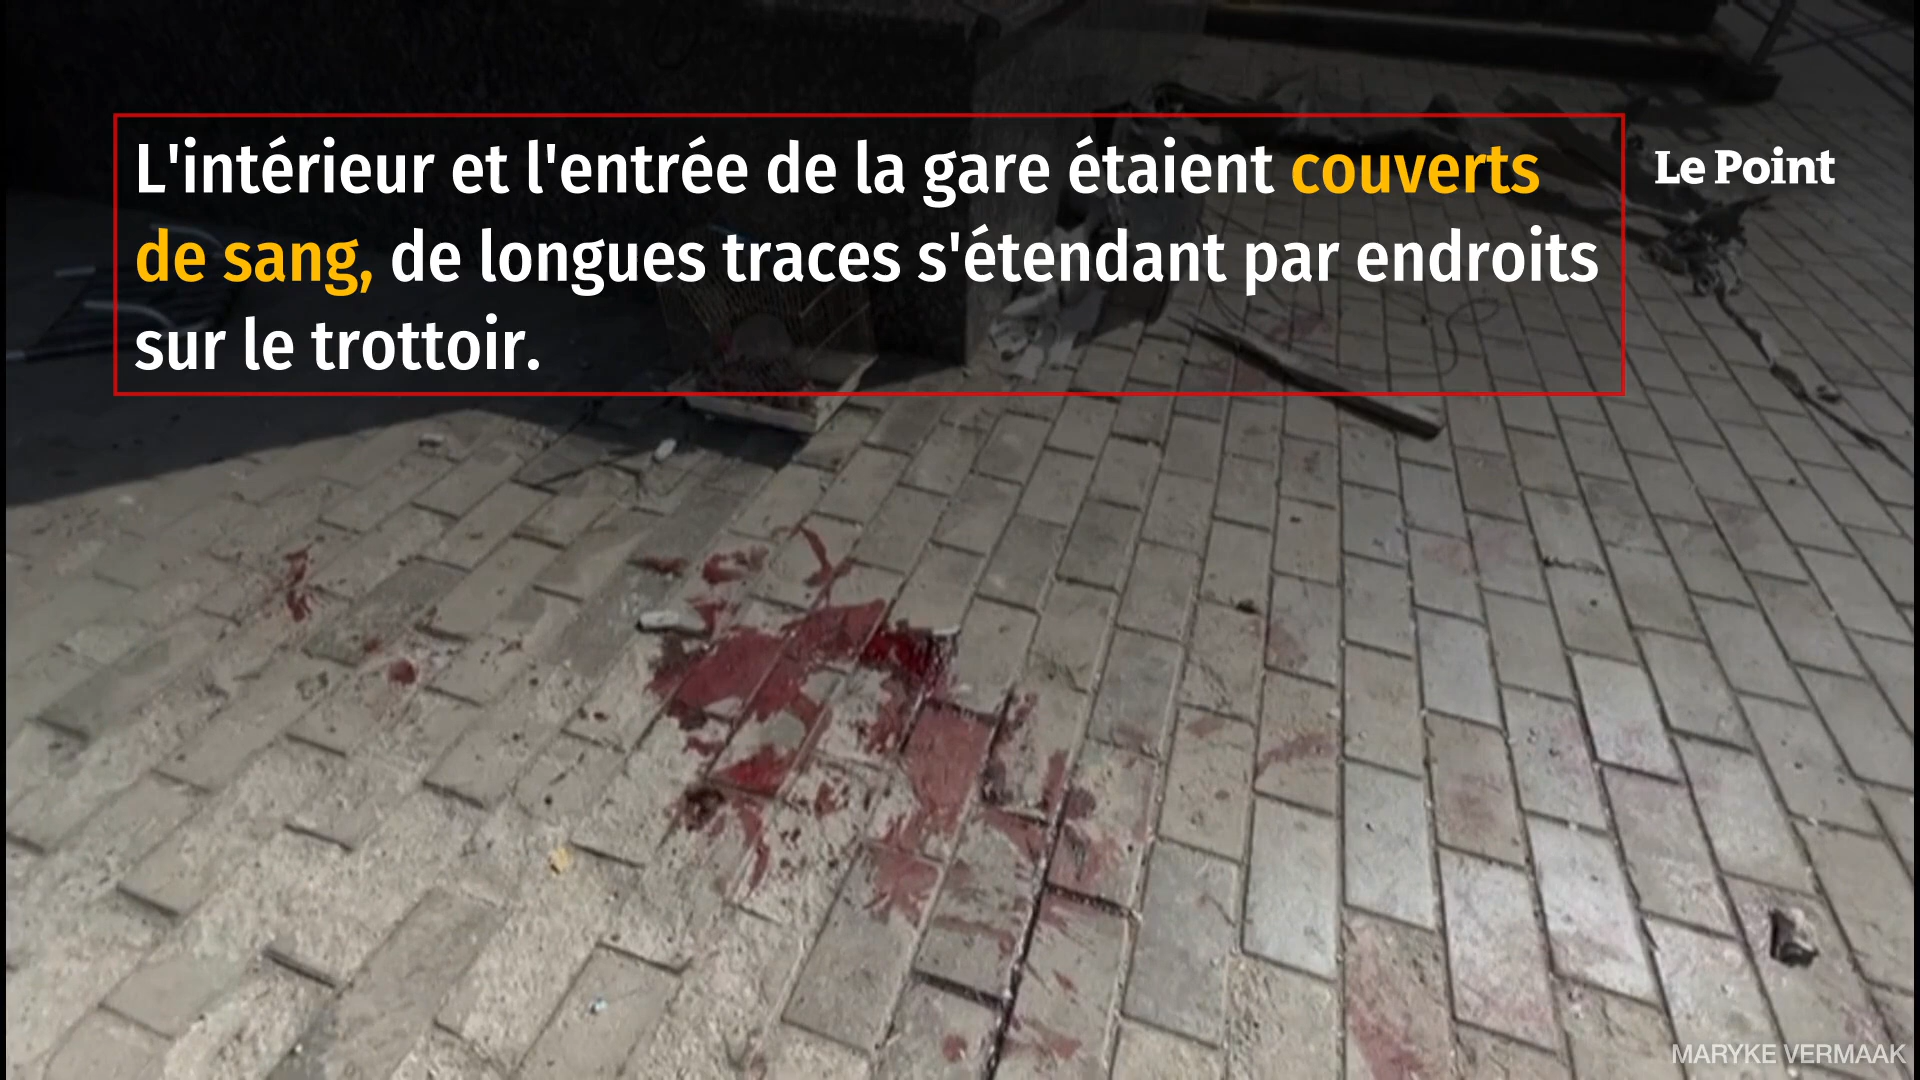 L'intérieur et l'entrée de la gare étaient couverts
de sang, de longues traces s'étendant par endroits
sur le trottoir.
Le Point
MARYKE VERMAAK